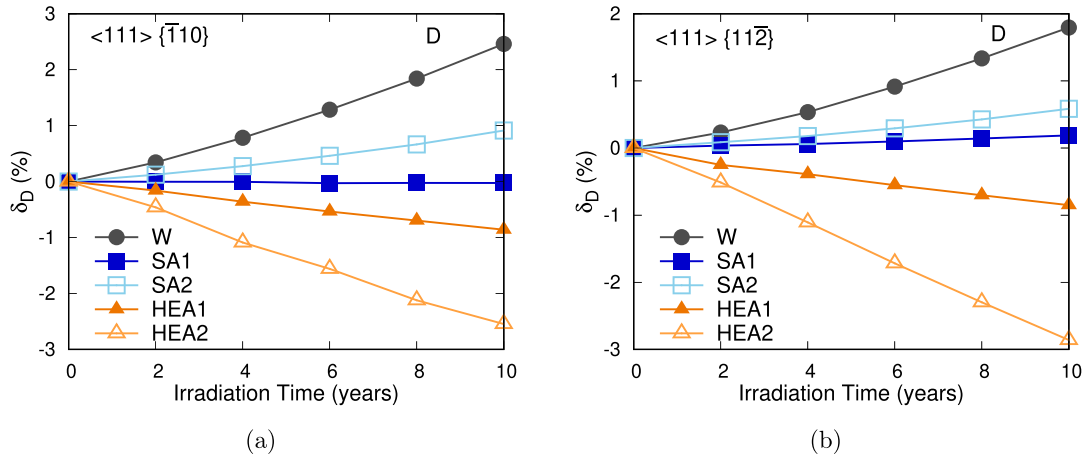 <111> {1̅10}
D
3
2
1
0
-1
-2
-3
δD (%)
W
SA1
SA2
HEA1
HEA2
0 2 4 6 8 10
Irradiation Time (years)
(a)
<111> {112̅}
D
2
1
0
-1
-2
-3
δD (%)
W
SA1
SA2
HEA1
HEA2
0 2 4 6 8 10
Irradiation Time (years)
(b)